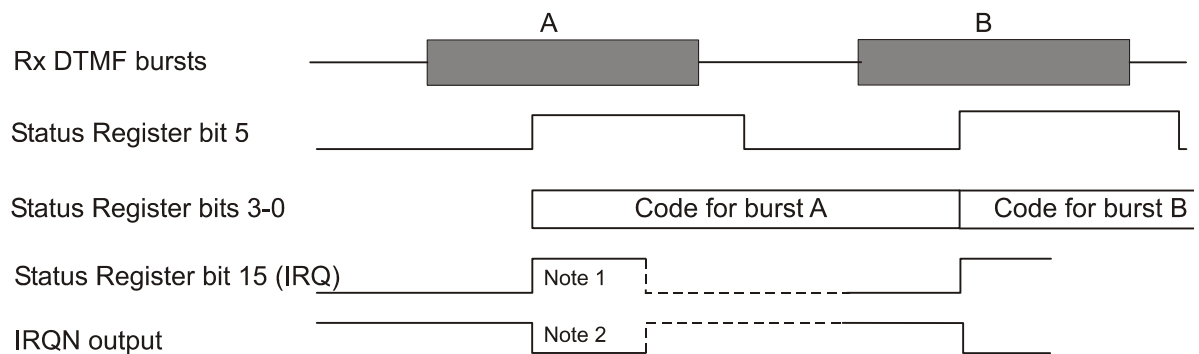 A B
Rx DTMF bursts
Status Register bit 5
Status Register bits 3-0 Code for burst A Code for burst B
Status Register bit 15 (IRQ) Note 1
IRQN output Note 2